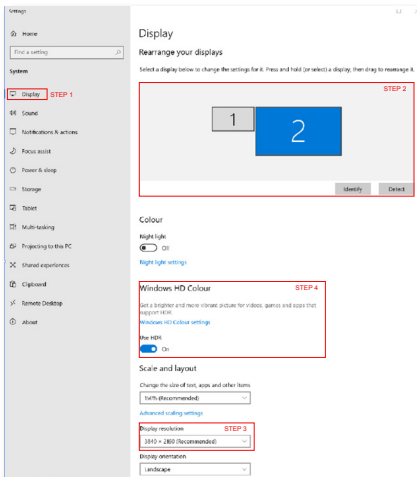 Settings
Home
Find a setting
System
Display
STEP 1
Sound
Notifications & actions
Focus assist
Power & sleep
Storage
Tablet
Multi-tasking
Projecting to this PC
Shared experiences
Clipboard
Remote Desktop
About
Display
Rearrange your displays
Select a display below to change the settings for it. Press and hold (or select) a display, then drag to rearrange it.
STEP 2
1
2
Identify
Detect
Colour
Night light
Off
Night light settings
Windows HD Colour
STEP 4
Get a brighter and more vibrant picture for videos, games and apps that
support HDR.
Windows HD Colour settings
Use HDR
On
Scale and layout
Change the size of text, apps and other items
150% (Recommended)
Advanced scaling settings
Display resolution
STEP 3
3840 × 2160 (Recommended)
Display orientation
Landscape